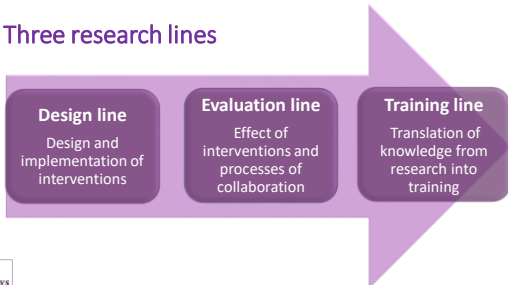 Three research lines
Design line
Design and
implementation of
interventions
Evaluation line
Effect of
interventions and
processes of
collaboration
Training line
Translation of
knowledge from
research into
training